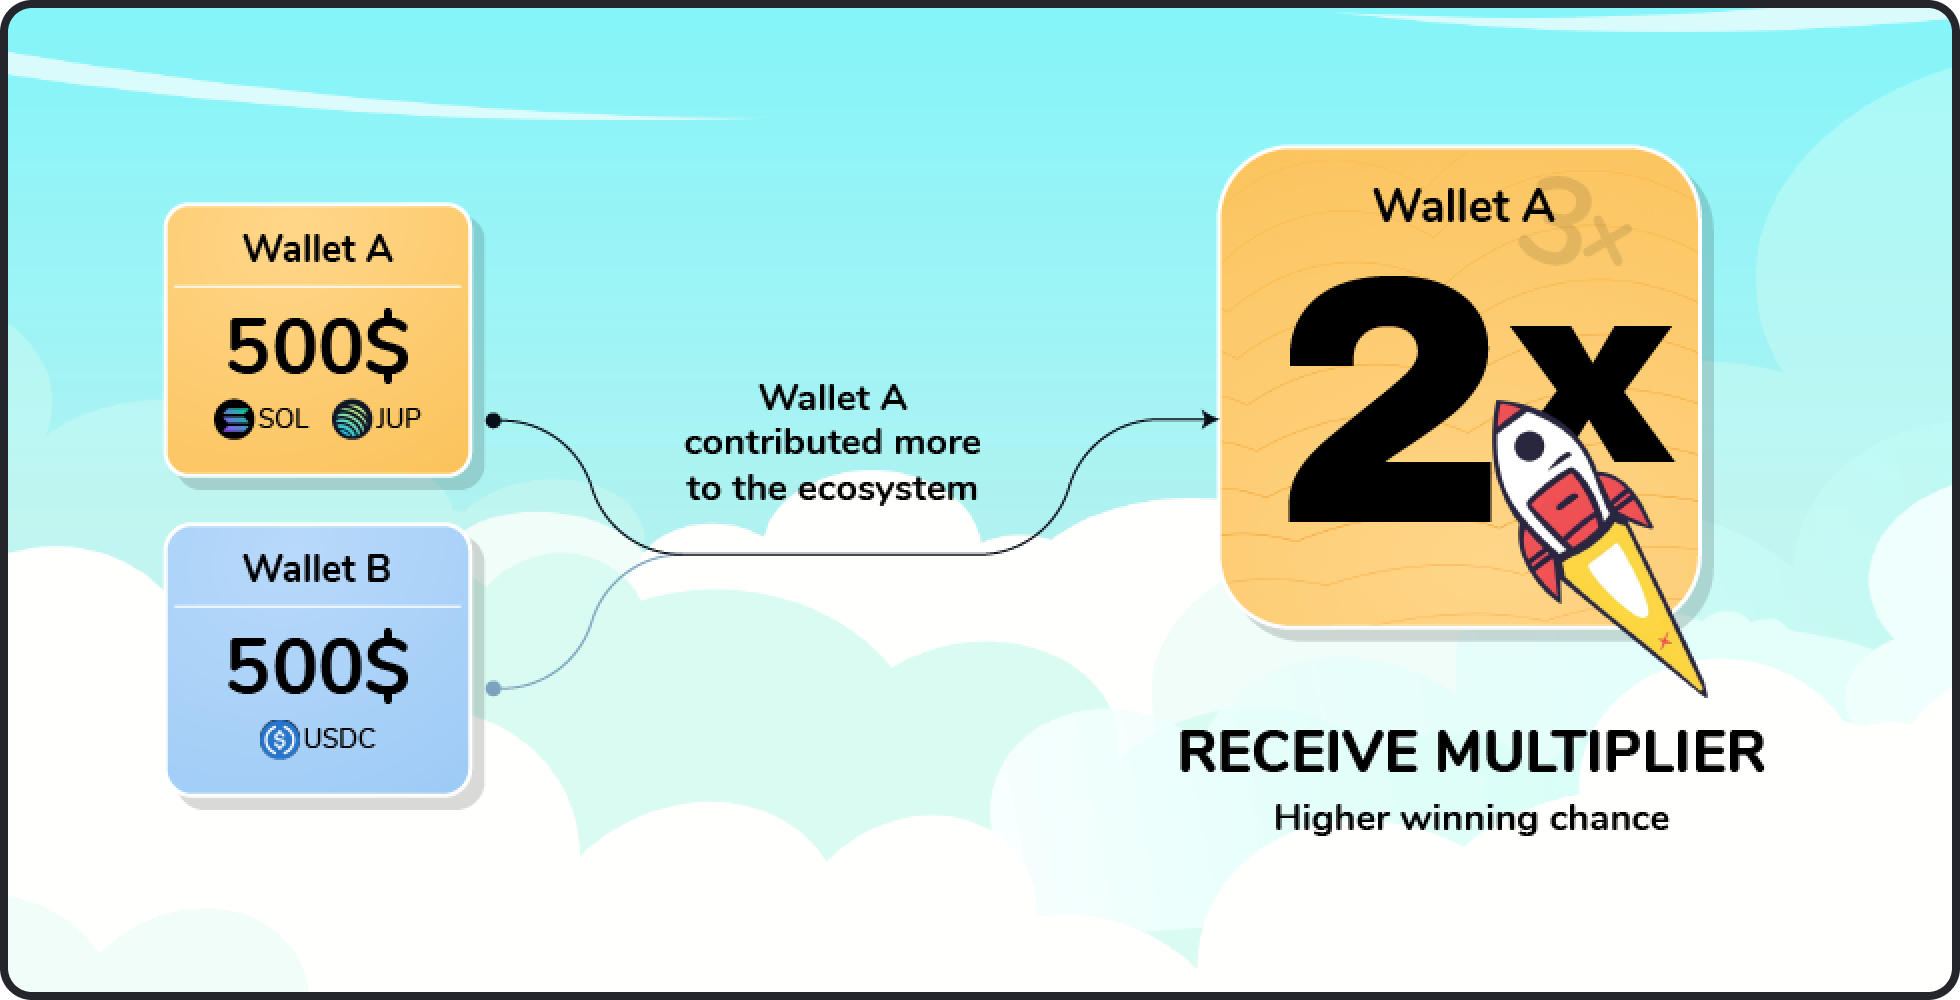 Wallet A
500$
SOL JUP
Wallet B
500$
USDC
Wallet A
contributed more
to the ecosystem
Wallet A
3x
2x
RECEIVE MULTIPLIER
Higher winning chance